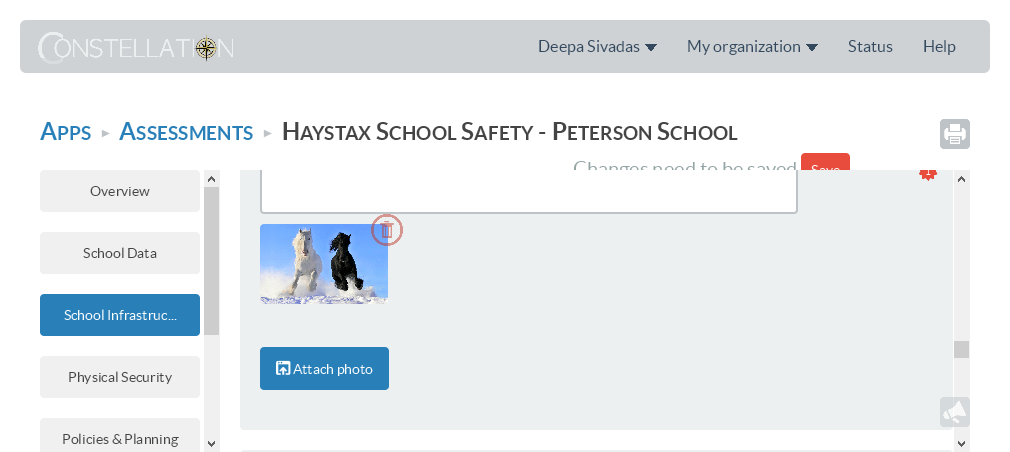 CONSTELLATION
Deepa Sivadas My organization Status Help
APPS ▸ ASSESSMENTS ▸ HAYSTAX SCHOOL SAFETY - PETERSON SCHOOL
Changes need to be saved Save
Overview
School Data
School Infrastruc...
Physical Security
Attach photo
Policies & Planning